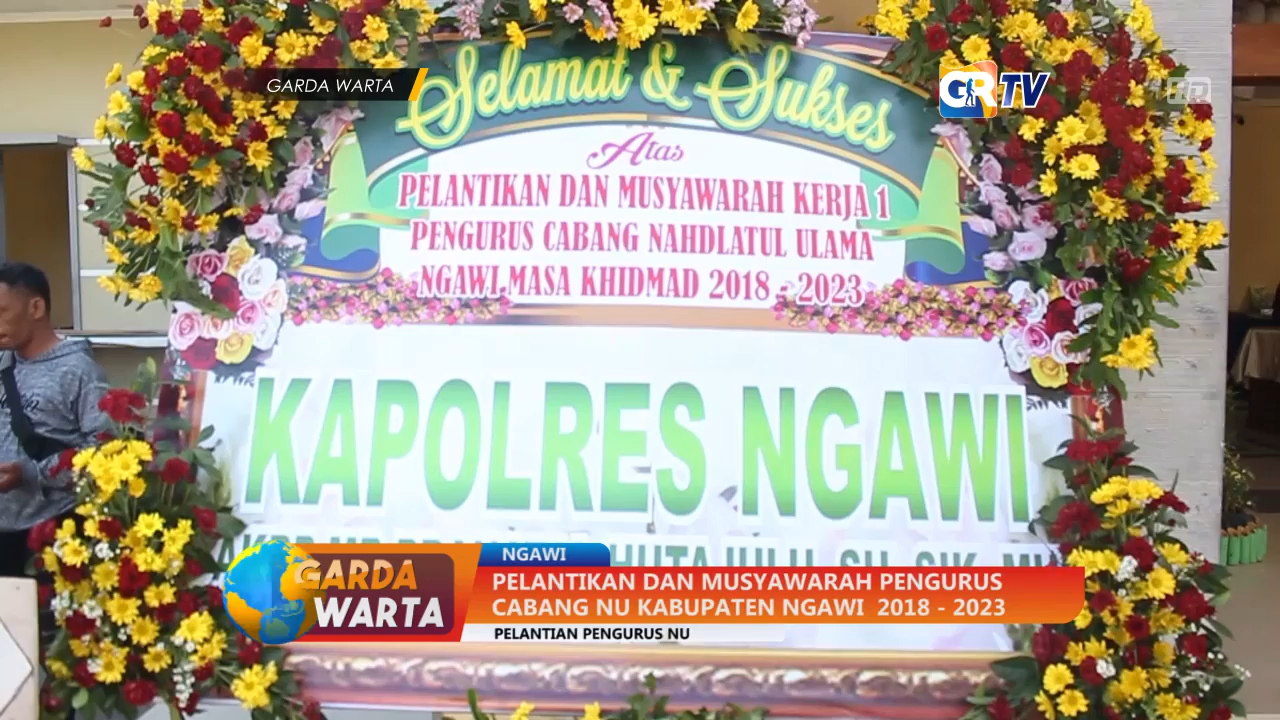 GARDA WARTA
GRTV
HD
Selamat & Sukses
Atas
PELANTIKAN DAN MUSYAWARAH KERJA 1
PENGURUS CABANG NAHDLATUL ULAMA
NGAWI MASA KHIDMAD 2018 - 2023
KAPOLRES NGAWI
NGAWI
GARDA
WARTA
PELANTIKAN DAN MUSYAWARAH PENGURUS
CABANG NU KABUPATEN NGAWI 2018 - 2023
PELANTIAN PENGURUS NU